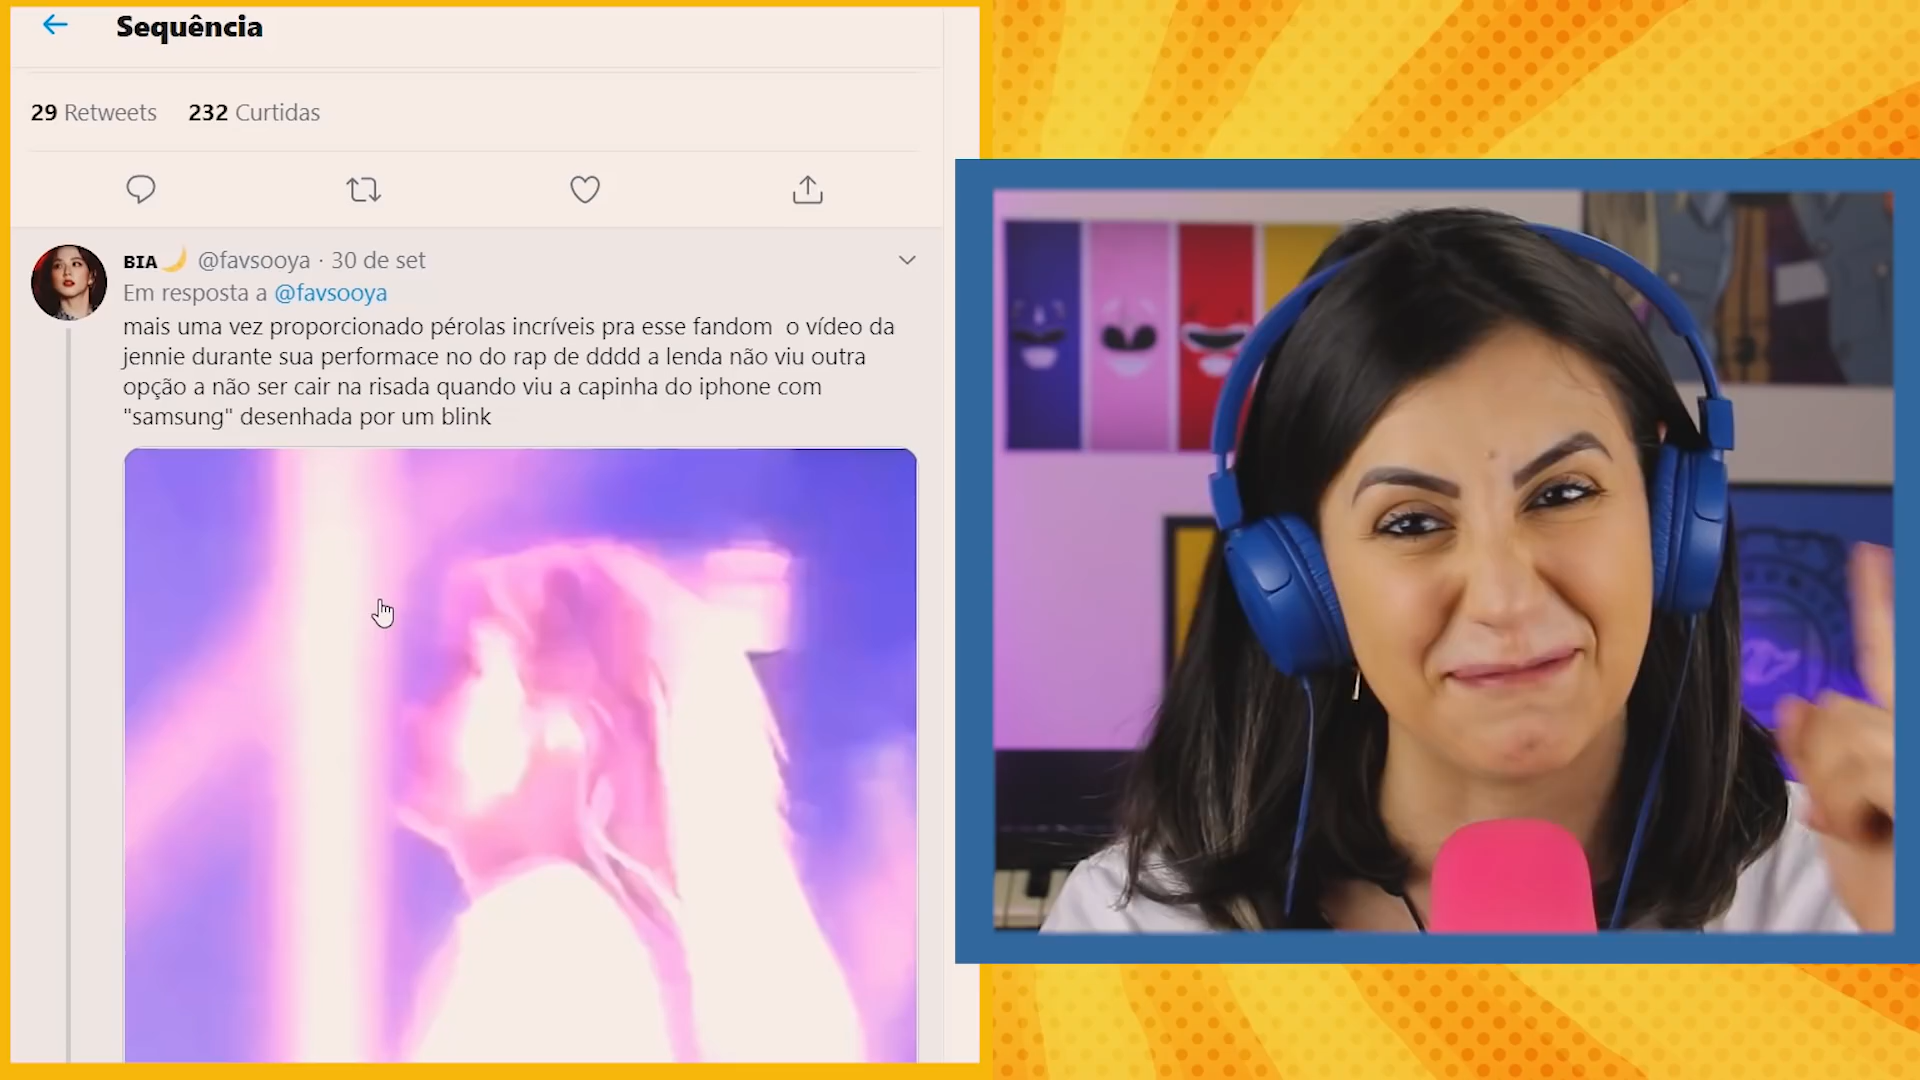 Sequência
29 Retweets 232 Curtidas
BIA🌙 @favsooya · 30 de set
Em resposta a @favsooya
mais uma vez proporcionado pérolas incríveis pra esse fandom o vídeo da
jennie durante sua performace no do rap de dddd a lenda não viu outra
opção a não ser cair na risada quando viu a capinha do iphone com
"samsung" desenhada por um blink